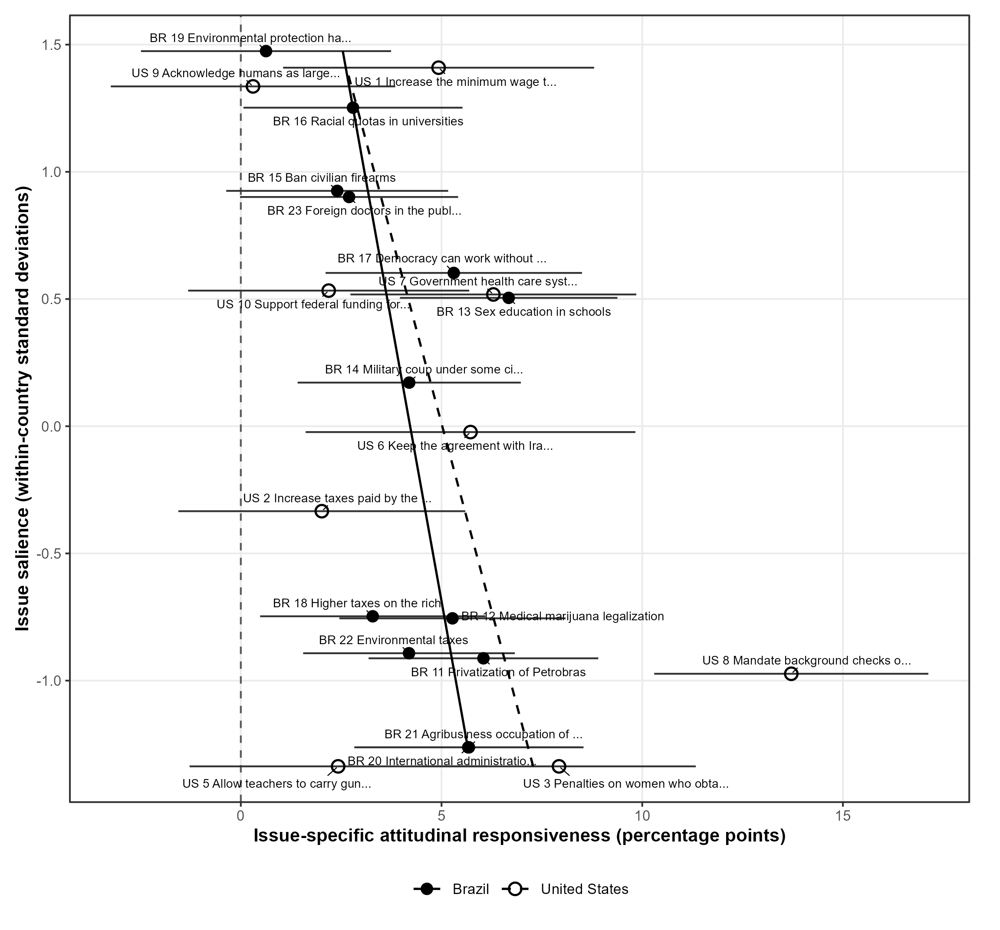 BR 19 Environmental protection ha...
1.5
US 9 Acknowledge humans as large...
US 1 Increase the minimum wage t...
BR 16 Racial quotas in universities
1.0
BR 15 Ban civilian firearms
BR 23 Foreign doctors in the publ...
BR 17 Democracy can work without ...
US 7 Government health care syst...
0.5
US 10 Support federal funding for...
BR 13 Sex education in schools
BR 14 Military coup under some ci...
0.0
US 6 Keep the agreement with Ira...
US 2 Increase taxes paid by the ...
-0.5
BR 18 Higher taxes on the rich
BR 12 Medical marijuana legalization
BR 22 Environmental taxes
US 8 Mandate background checks o...
BR 11 Privatization of Petrobras
-1.0
BR 21 Agribusiness occupation of ...
BR 20 International administratio...
US 5 Allow teachers to carry gun...
US 3 Penalties on women who obta...
Issue salience (within-country standard deviations)
0 5 10 15
Issue-specific attitudinal responsiveness (percentage points)
Brazil United States